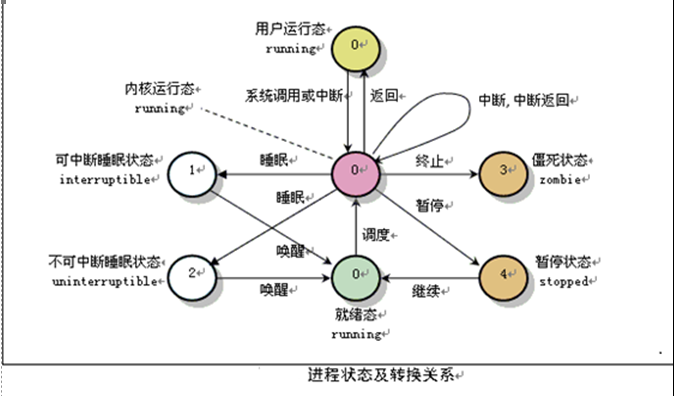 用户运行态
running
0
内核运行态
running
系统调用或中断
返回
中断, 中断返回
可中断睡眠状态
interruptible
1
睡眠
0
终止
3
僵死状态
zombie
睡眠
暂停
唤醒
调度
不可中断睡眠状态
uninterruptible
2
唤醒
0
继续
4
暂停状态
stopped
就绪态
running
进程状态及转换关系